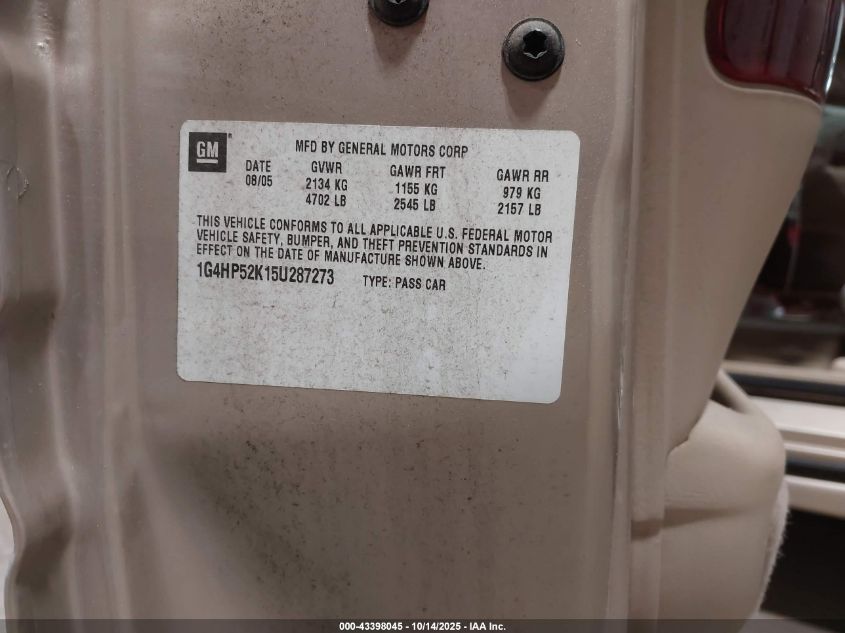 GM
MFD BY GENERAL MOTORS CORP
DATE GVWR GAWR FRT GAWR RR
08/05 2134 KG 1155 KG 979 KG
4702 LB 2545 LB 2157 LB
THIS VEHICLE CONFORMS TO ALL APPLICABLE U.S. FEDERAL MOTOR
VEHICLE SAFETY, BUMPER, AND THEFT PREVENTION STANDARDS IN
EFFECT ON THE DATE OF MANUFACTURE SHOWN ABOVE.
1G4HP52K15U287273 TYPE: PASS CAR
000-43398045 - 10/14/2025 - IAA Inc.